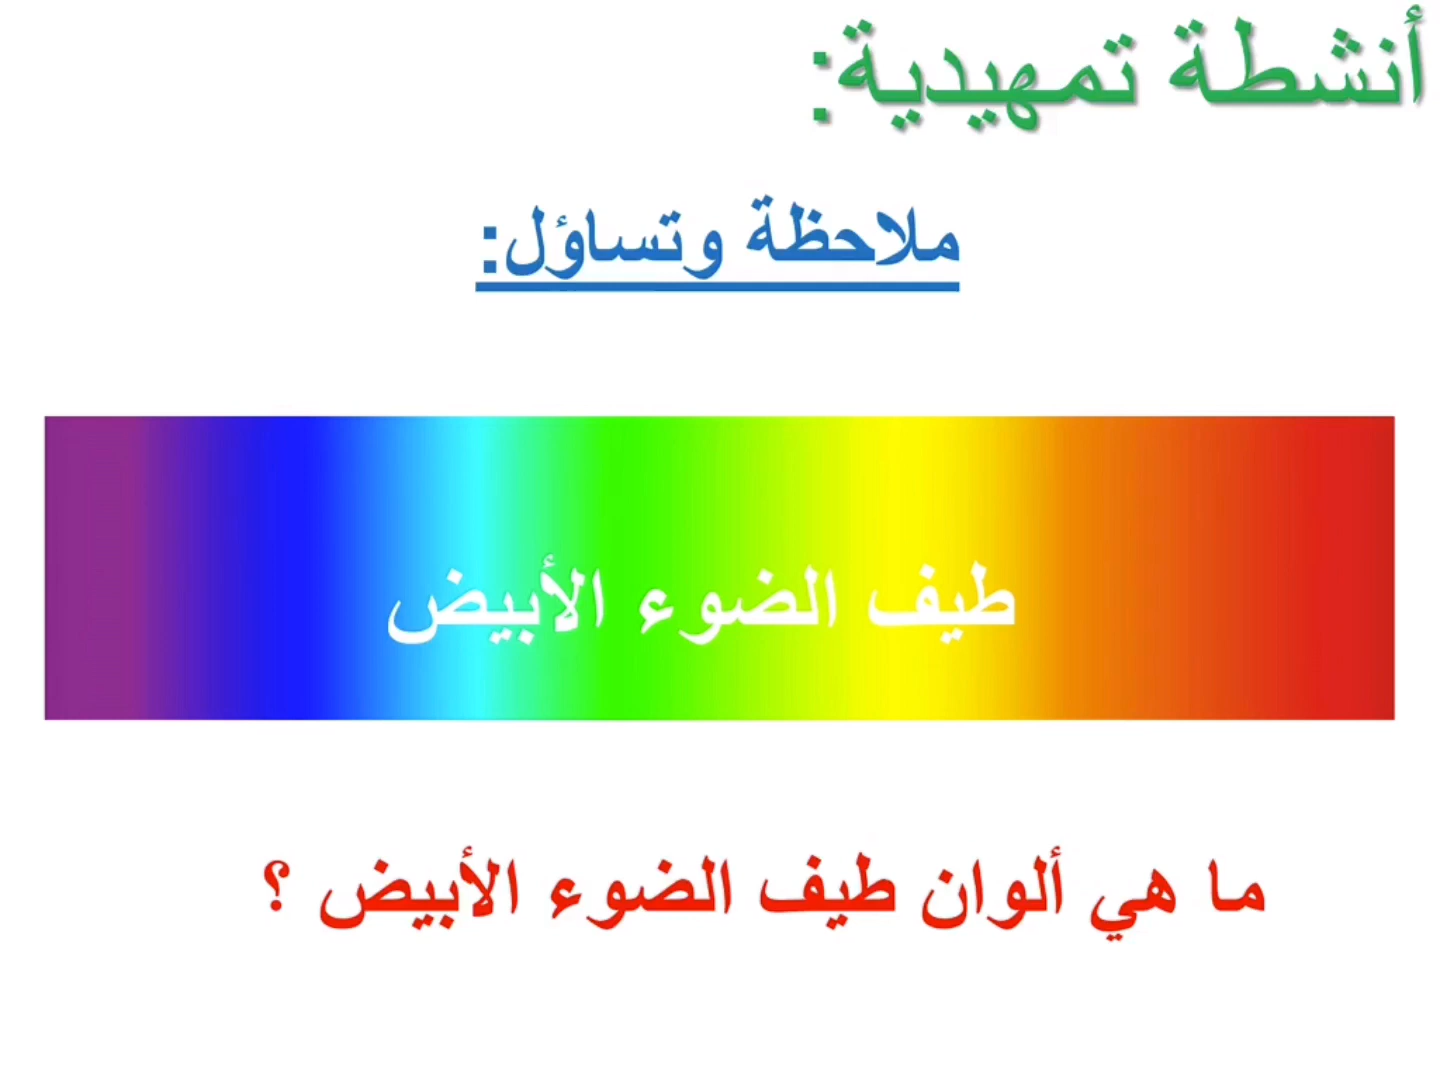 أنشطة تمهيدية:
ملاحظة وتساؤل:
طيف الضوء الأبيض
ما هي ألوان طيف الضوء الأبيض ؟